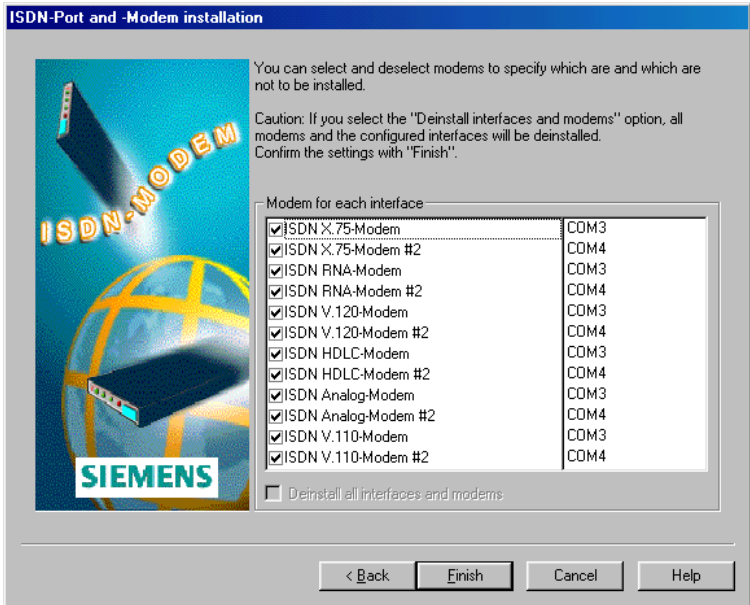 ISDN-Port and -Modem installation
You can select and deselect modems to specify which are and which are
not to be installed.
Caution: If you select the "Deinstall interfaces and modems" option, all
modems and the configured interfaces will be deinstalled.
Confirm the settings with "Finish".
ISDN-MODEM
SIEMENS
Modem for each interface
ISDN X.75-Modem COM3
ISDN X.75-Modem #2 COM4
ISDN RNA-Modem COM3
ISDN RNA-Modem #2 COM4
ISDN V.120-Modem COM3
ISDN V.120-Modem #2 COM4
ISDN HDLC-Modem COM3
ISDN HDLC-Modem #2 COM4
ISDN Analog-Modem COM3
ISDN Analog-Modem #2 COM4
ISDN V.110-Modem COM3
ISDN V.110-Modem #2 COM4
Deinstall all interfaces and modems
< Back Finish Cancel Help